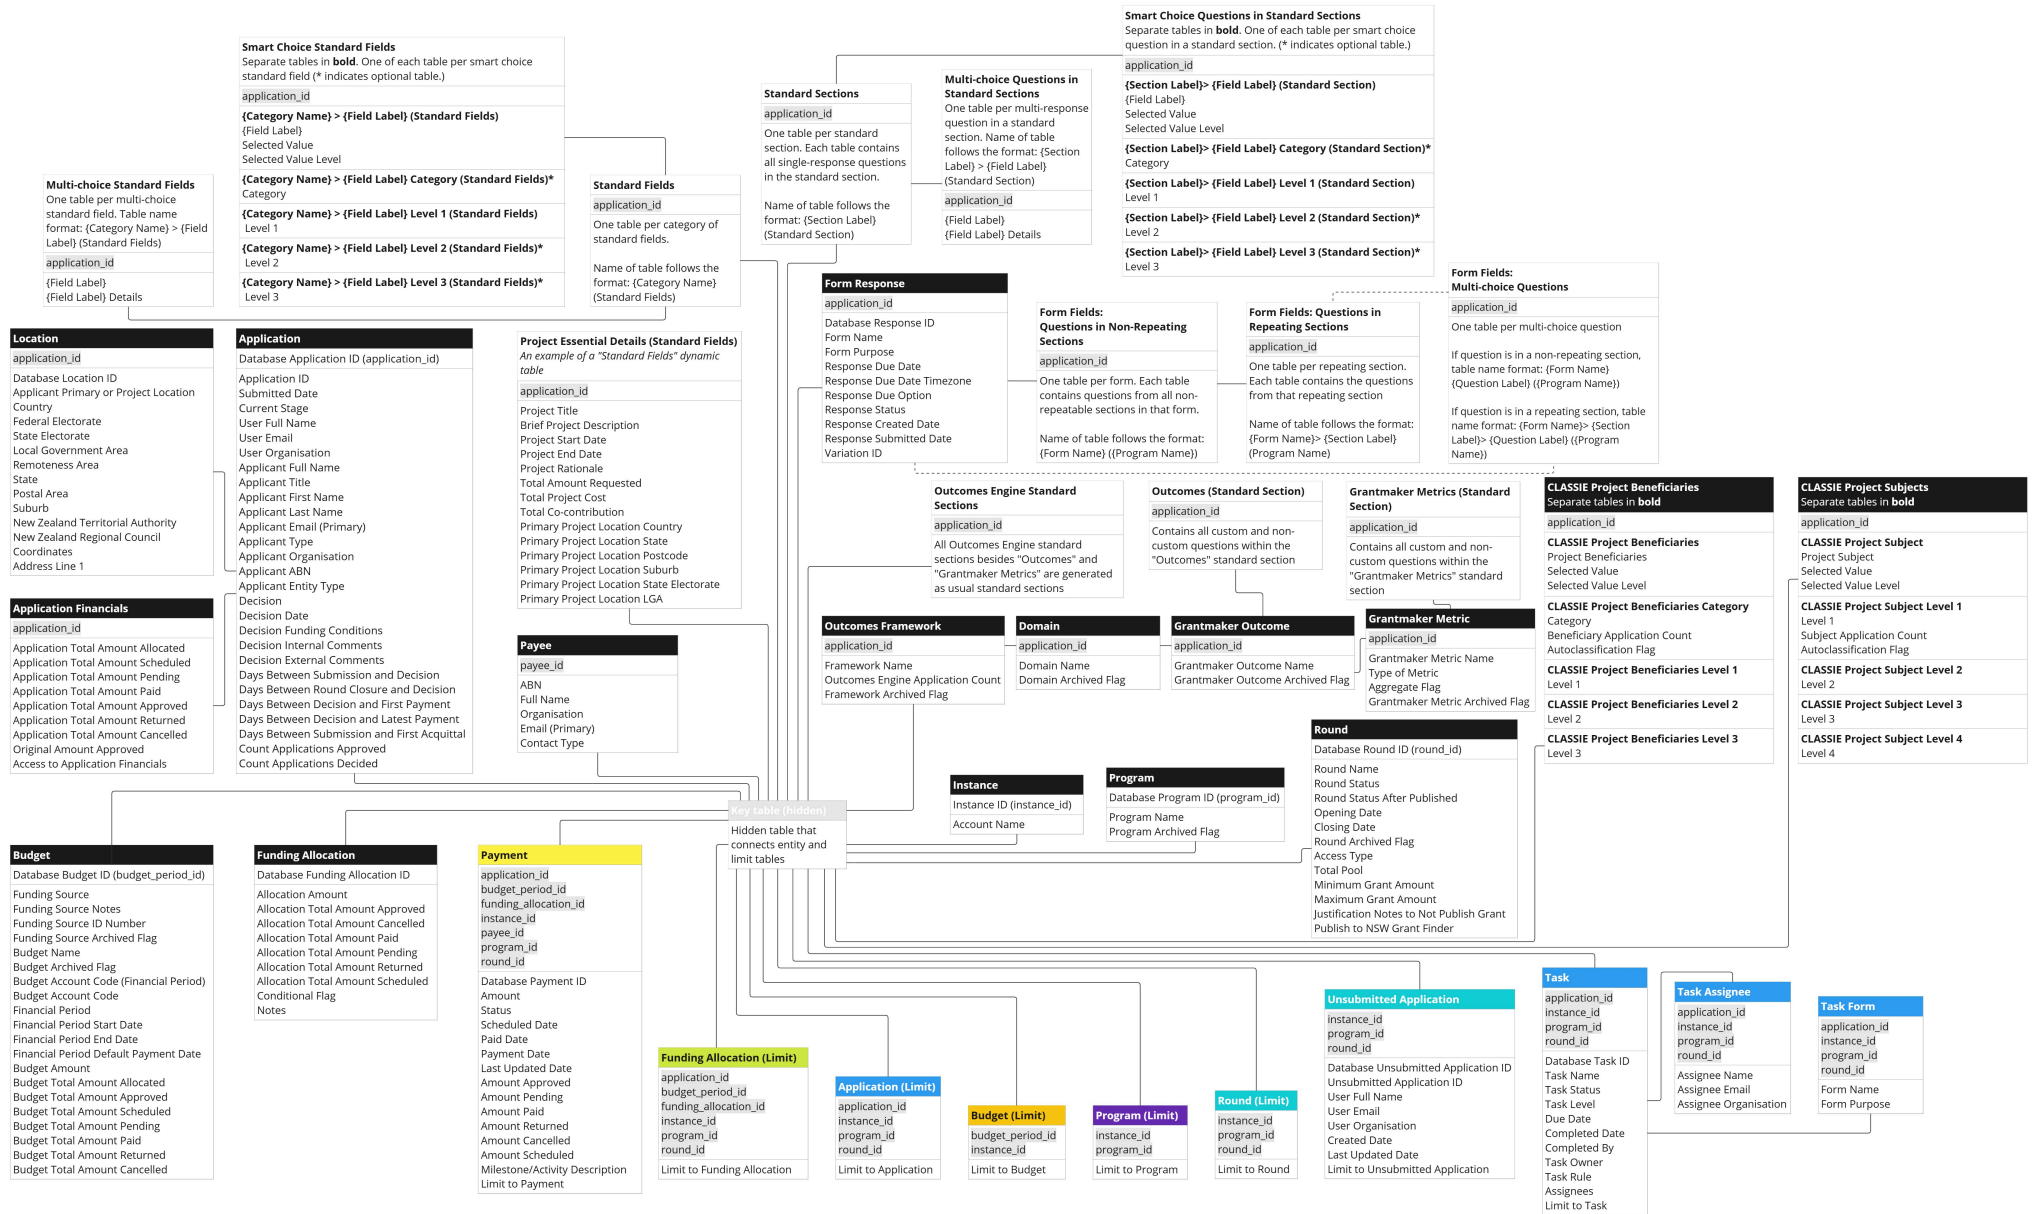 Smart Choice Standard Fields
Separate tables in bold. One of each table per smart choice
standard field (* indicates optional table.)
application_id
{Category Name} > {Field Label} (Standard Fields)
{Field Label}
Selected Value
Selected Value Level
{Category Name} > {Field Label} Category (Standard Fields)*
Category
{Category Name} > {Field Label} Level 1 (Standard Fields)
Level 1
{Category Name} > {Field Label} Level 2 (Standard Fields)*
Level 2
{Category Name} > {Field Label} Level 3 (Standard Fields)*
Level 3
Multi-choice Standard Fields
One table per multi-choice
standard field. Table name
format: {Category Name} > {Field
Label} (Standard Fields)
application_id
{Field Label}
{Field Label} Details
Standard Fields
application_id
One table per category of
standard fields.
Name of table follows the
format: {Category Name}
(Standard Fields)
Standard Sections
application_id
One table per standard
section. Each table contains
all single-response questions
in the standard section.
Name of table follows the
format: {Section Label}
(Standard Section)
Multi-choice Questions in
Standard Sections
One table per multi-response
question in a standard
section. Name of table
follows the format: {Section
Label} > {Field Label}
(Standard Section)
application_id
{Field Label}
{Field Label} Details
Smart Choice Questions in Standard Sections
Separate tables in bold. One of each table per smart choice
question in a standard section. (* indicates optional table.)
application_id
{Section Label}> {Field Label} (Standard Section)
{Field Label}
Selected Value
Selected Value Level
{Section Label}> {Field Label} Category (Standard Section)*
Category
{Section Label}> {Field Label} Level 1 (Standard Section)
Level 1
{Section Label}> {Field Label} Level 2 (Standard Section)*
Level 2
{Section Label}> {Field Label} Level 3 (Standard Section)*
Level 3
Form Response
application_id
Database Response ID
Form Name
Form Purpose
Response Due Date
Response Due Date Timezone
Response Due Option
Response Status
Response Created Date
Response Submitted Date
Variation ID
Form Fields:
Questions in Non-Repeating
Sections
application_id
One table per form. Each table
contains questions from all non-
repeatable sections in that form.
Name of table follows the format:
{Form Name} ({Program Name})
Form Fields: Questions in
Repeating Sections
application_id
One table per repeating section.
Each table contains the questions
from that repeating section
Name of table follows the format:
{Form Name}> {Section Label}
(Program Name)
Form Fields:
Multi-choice Questions
application_id
One table per multi-choice question
If question is in a non-repeating section,
table name format: {Form Name}
{Question Label} ({Program Name})
If question is in a repeating section, table
name format: {Form Name}> {Section
Label}> {Question Label} ({Program
Name})
Location
application_id
Database Location ID
Applicant Primary or Project Location
Country
Federal Electorate
State Electorate
Local Government Area
Remoteness Area
State
Postal Area
Suburb
New Zealand Territorial Authority
New Zealand Regional Council
Coordinates
Address Line 1
Application
Database Application ID (application_id)
Application ID
Submitted Date
Current Stage
User Full Name
User Email
User Organisation
Applicant Full Name
Applicant Title
Applicant First Name
Applicant Last Name
Applicant Email (Primary)
Applicant Type
Applicant Organisation
Applicant ABN
Applicant Entity Type
Decision
Decision Date
Decision Funding Conditions
Decision Internal Comments
Decision External Comments
Days Between Submission and Decision
Days Between Round Closure and Decision
Days Between Decision and First Payment
Days Between Decision and Latest Payment
Days Between Submission and First Acquittal
Count Applications Approved
Count Applications Decided
Project Essential Details (Standard Fields)
An example of a "Standard Fields" dynamic
table
application_id
Project Title
Brief Project Description
Project Start Date
Project End Date
Project Rationale
Total Amount Requested
Total Project Cost
Total Co-contribution
Primary Project Location Country
Primary Project Location State
Primary Project Location Postcode
Primary Project Location Suburb
Primary Project Location State Electorate
Primary Project Location LGA
Application Financials
application_id
Application Total Amount Allocated
Application Total Amount Scheduled
Application Total Amount Pending
Application Total Amount Paid
Application Total Amount Approved
Application Total Amount Returned
Application Total Amount Cancelled
Original Amount Approved
Access to Application Financials
Payee
payee_id
ABN
Full Name
Organisation
Email (Primary)
Contact Type
Outcomes Engine Standard
Sections
application_id
All Outcomes Engine standard
sections besides "Outcomes" and
"Grantmaker Metrics" are generated
as usual standard sections
Outcomes (Standard Section)
application_id
Contains all custom and non-
custom questions within the
"Outcomes" standard section
Grantmaker Metrics (Standard
Section)
application_id
Contains all custom and non-
custom questions within the
"Grantmaker Metrics" standard
section
CLASSIE Project Beneficiaries
Separate tables in bold
application_id
CLASSIE Project Beneficiaries
Project Beneficiaries
Selected Value
Selected Value Level
CLASSIE Project Beneficiaries Category
Category
Beneficiary Application Count
Autoclassification Flag
CLASSIE Project Beneficiaries Level 1
Level 1
CLASSIE Project Beneficiaries Level 2
Level 2
CLASSIE Project Beneficiaries Level 3
Level 3
CLASSIE Project Subjects
Separate tables in bold
application_id
CLASSIE Project Subject
Project Subject
Selected Value
Selected Value Level
CLASSIE Project Subject Level 1
Level 1
Subject Application Count
Autoclassification Flag
CLASSIE Project Subject Level 2
Level 2
CLASSIE Project Subject Level 3
Level 3
CLASSIE Project Subject Level 4
Level 4
Outcomes Framework
application_id
Framework Name
Outcomes Engine Application Count
Framework Archived Flag
Domain
application_id
Domain Name
Domain Archived Flag
Grantmaker Outcome
application_id
Grantmaker Outcome Name
Grantmaker Outcome Archived Flag
Grantmaker Metric
application_id
Grantmaker Metric Name
Type of Metric
Aggregate Flag
Grantmaker Metric Archived Flag
Key table (hidden)
Hidden table that
connects entity and
limit tables
Instance
Instance ID (instance_id)
Account Name
Program
Database Program ID (program_id)
Program Name
Program Archived Flag
Round
Database Round ID (round_id)
Round Name
Round Status
Round Status After Published
Opening Date
Closing Date
Round Archived Flag
Access Type
Total Pool
Minimum Grant Amount
Maximum Grant Amount
Justification Notes to Not Publish Grant
Publish to NSW Grant Finder
Budget
Database Budget ID (budget_period_id)
Funding Source
Funding Source Notes
Funding Source ID Number
Funding Source Archived Flag
Budget Name
Budget Archived Flag
Budget Account Code (Financial Period)
Budget Account Code
Financial Period
Financial Period Start Date
Financial Period End Date
Financial Period Default Payment Date
Budget Amount
Budget Total Amount Allocated
Budget Total Amount Approved
Budget Total Amount Scheduled
Budget Total Amount Pending
Budget Total Amount Paid
Budget Total Amount Returned
Budget Total Amount Cancelled
Funding Allocation
Database Funding Allocation ID
Allocation Amount
Allocation Total Amount Approved
Allocation Total Amount Cancelled
Allocation Total Amount Paid
Allocation Total Amount Pending
Allocation Total Amount Returned
Allocation Total Amount Scheduled
Conditional Flag
Notes
Payment
application_id
budget_period_id
funding_allocation_id
instance_id
payee_id
program_id
round_id
Database Payment ID
Amount
Status
Scheduled Date
Paid Date
Payment Date
Last Updated Date
Amount Approved
Amount Pending
Amount Paid
Amount Returned
Amount Cancelled
Amount Scheduled
Milestone/Activity Description
Limit to Payment
Funding Allocation (Limit)
application_id
budget_period_id
funding_allocation_id
instance_id
program_id
round_id
Limit to Funding Allocation
Application (Limit)
application_id
instance_id
program_id
round_id
Limit to Application
Budget (Limit)
budget_period_id
instance_id
Limit to Budget
Program (Limit)
instance_id
program_id
Limit to Program
Round (Limit)
instance_id
program_id
round_id
Limit to Round
Unsubmitted Application
instance_id
program_id
round_id
Database Unsubmitted Application ID
Unsubmitted Application ID
User Full Name
User Email
User Organisation
Created Date
Last Updated Date
Limit to Unsubmitted Application
Task
application_id
instance_id
program_id
round_id
Database Task ID
Task Name
Task Status
Task Level
Due Date
Completed Date
Completed By
Task Owner
Task Rule
Assignees
Limit to Task
Task Assignee
application_id
instance_id
program_id
round_id
Assignee Name
Assignee Email
Assignee Organisation
Task Form
application_id
instance_id
program_id
round_id
Form Name
Form Purpose